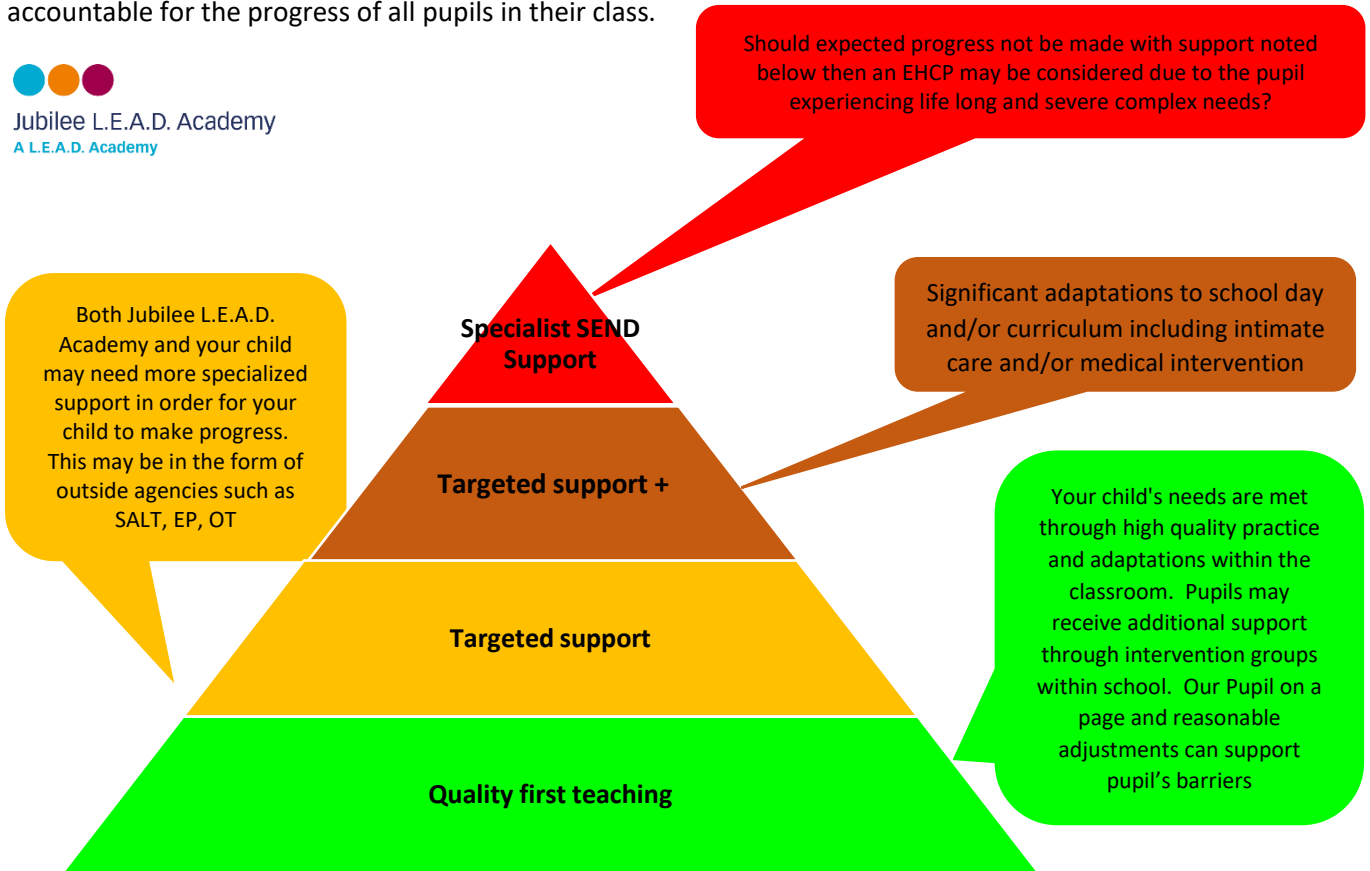 accountable for the progress of all pupils in their class.
Should expected progress not be made with support noted
below then an EHCP may be considered due to the pupil
experiencing life long and severe complex needs?
Jubilee L.E.A.D. Academy
A L.E.A.D. Academy
Both Jubilee L.E.A.D.
Academy and your child
may need more specialized
support in order for your
child to make progress.
This may be in the form of
outside agencies such as
SALT, EP, OT
Specialist SEND
Support
Significant adaptations to school day
and/or curriculum including intimate
care and/or medical intervention
Targeted support +
Your child's needs are met
through high quality practice
and adaptations within the
classroom.  Pupils may
receive additional support
through intervention groups
within school.  Our Pupil on a
page and reasonable
adjustments can support
pupil’s barriers
Targeted support
Quality first teaching